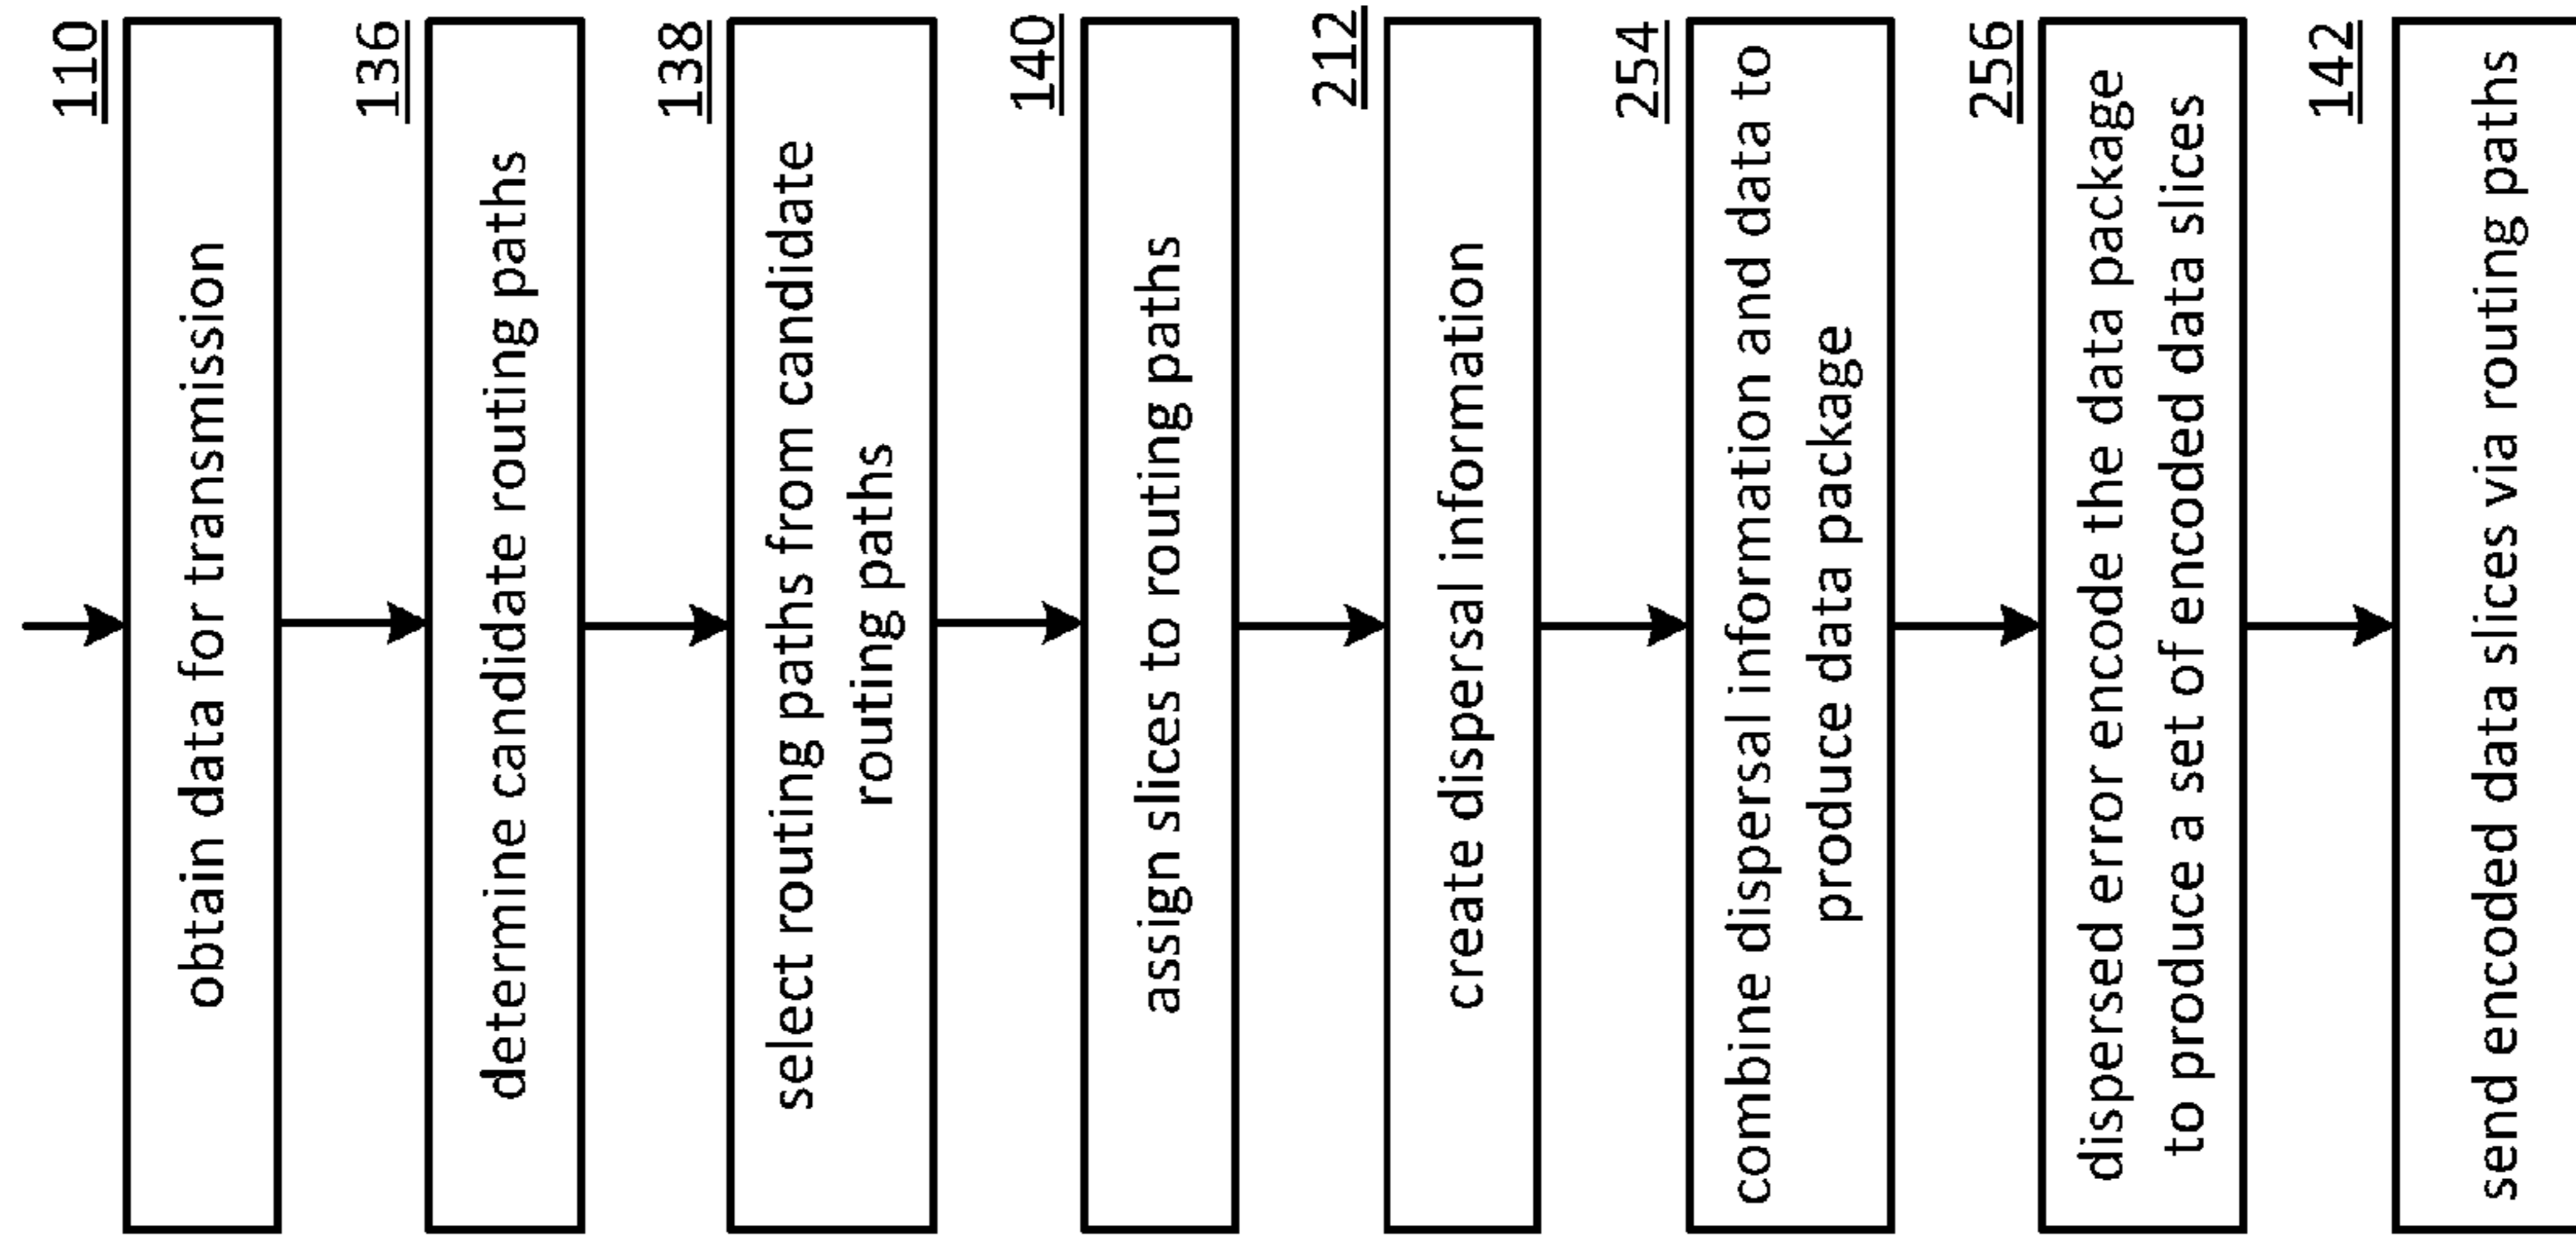 110
obtain data for transmission
136
determine candidate routing paths
138
select routing paths from candidate
routing paths
140
assign slices to routing paths
212
create dispersal information
254
combine dispersal information and data to
produce data package
256
dispersed error encode the data package
to produce a set of encoded data slices
142
send encoded data slices via routing paths